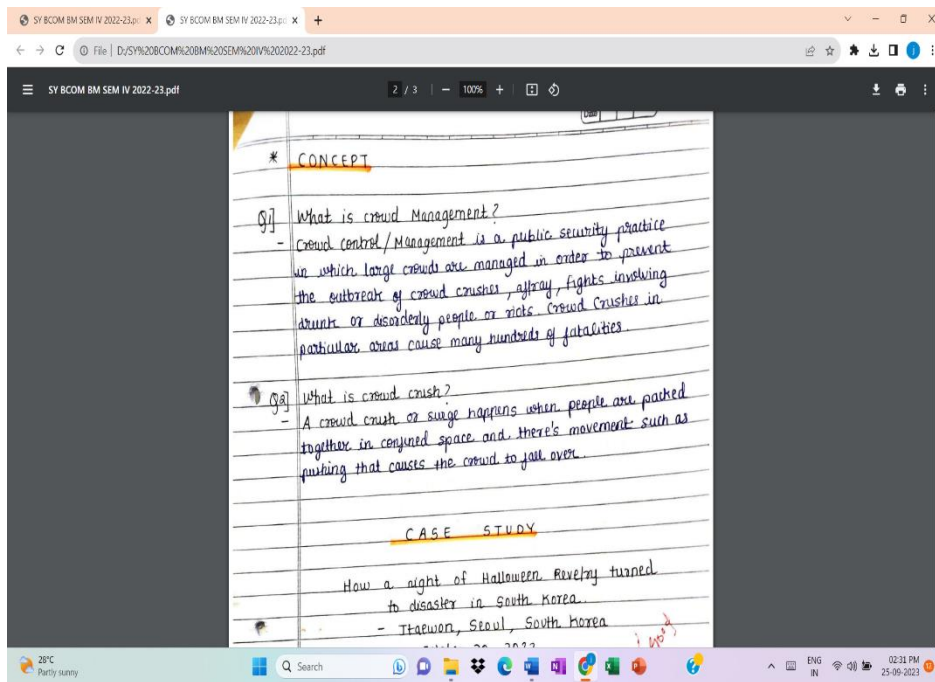 SY BCOM BM SEM IV 2022-23.pd
SY BCOM BM SEM IV 2022-23.pd
File | D:/SY%20BCOM%20BM%20SEM%20IV%202022-23.pdf
SY BCOM BM SEM IV 2022-23.pdf
2 / 3
100%
* CONCEPT
Q1] What is crowd Management?
- Crowd control/Management is a public security practice
in which large crowds are managed in order to prevent
the outbreak of crowd crushes, affray, fights involving
drunk or disorderly people or riots. Crowd Crushes in
particular areas cause many hundreds of fatalities.
Q2] What is crowd crush?
- A crowd crush or surge happens when people are packed
together in confined space and there's movement such as
pushing that causes the crowd to fall over.
CASE STUDY
How a night of Halloween Revelry turned
to disaster in South Korea.
- Itaewon, Seoul, South Korea
Good
28°C
Partly sunny
Search
ENG
IN
02:31 PM
25-09-2023